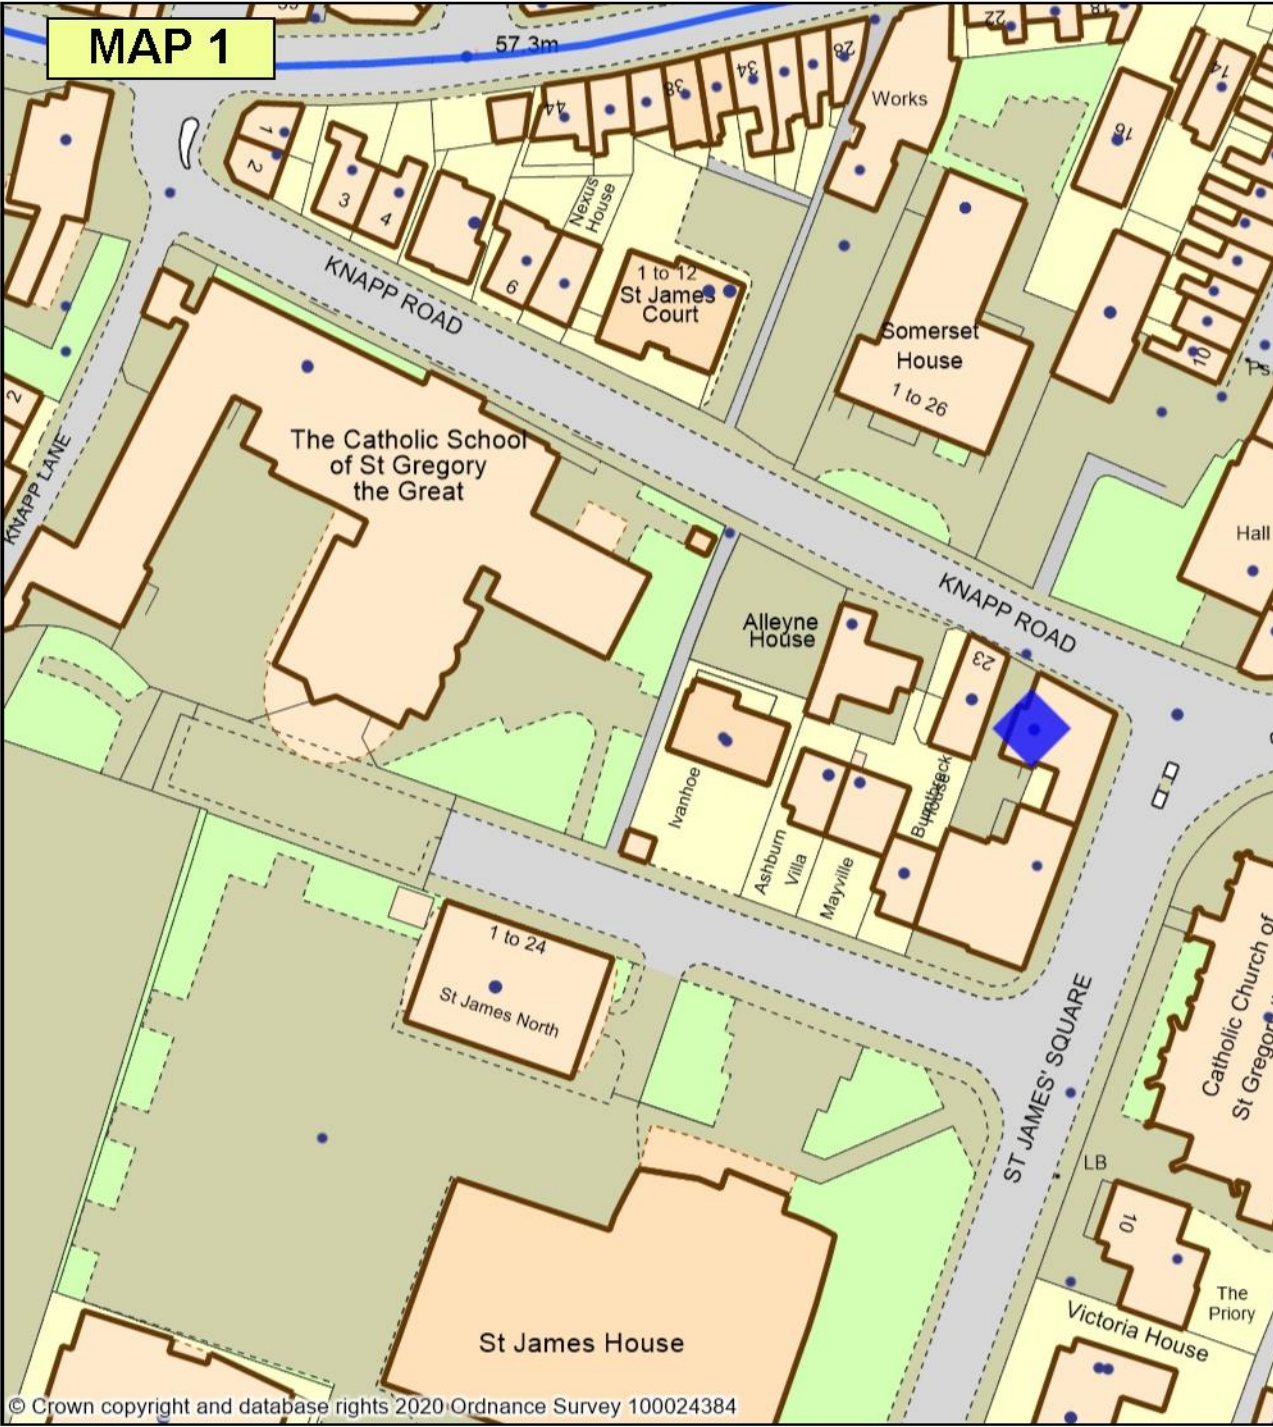 MAP 1
57.3m
22
18
14
28
34
38
44
Works
16
1
2
3
4
Nexus
House
6
1 to 12
St James
Court
KNAPP ROAD
Somerset
House
1 to 26
10
Ps
2
KNAPP LANE
The Catholic School
of St Gregory
the Great
Hall
KNAPP ROAD
Alleyne
House
23
Ivanhoe
Ashburn
Villa
Mayville
House
1 to 24
St James North
ST JAMES' SQUARE
Catholic Church of
LB
10
The
Priory
Victoria House
St James House
© Crown copyright and database rights 2020 Ordnance Survey 100024384